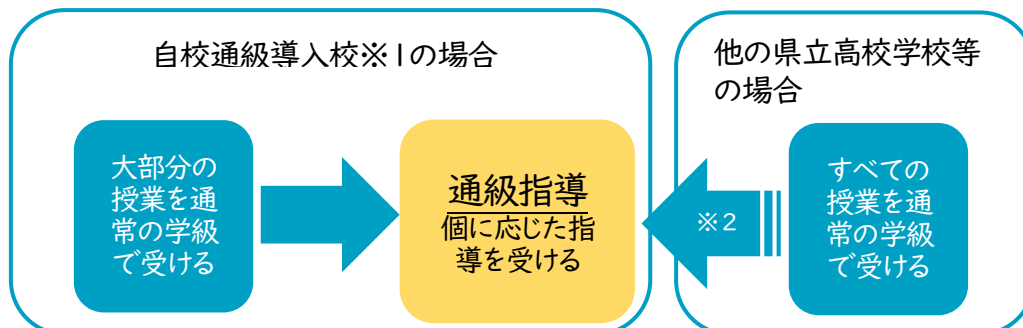 自校通級導入校※1の場合
大部分の
授業を通
常の学級
で受ける
通級指導
個に応じた指
導を受ける
他の県立高校学校等
の場合
※2
すべての
授業を通
常の学級
で受ける